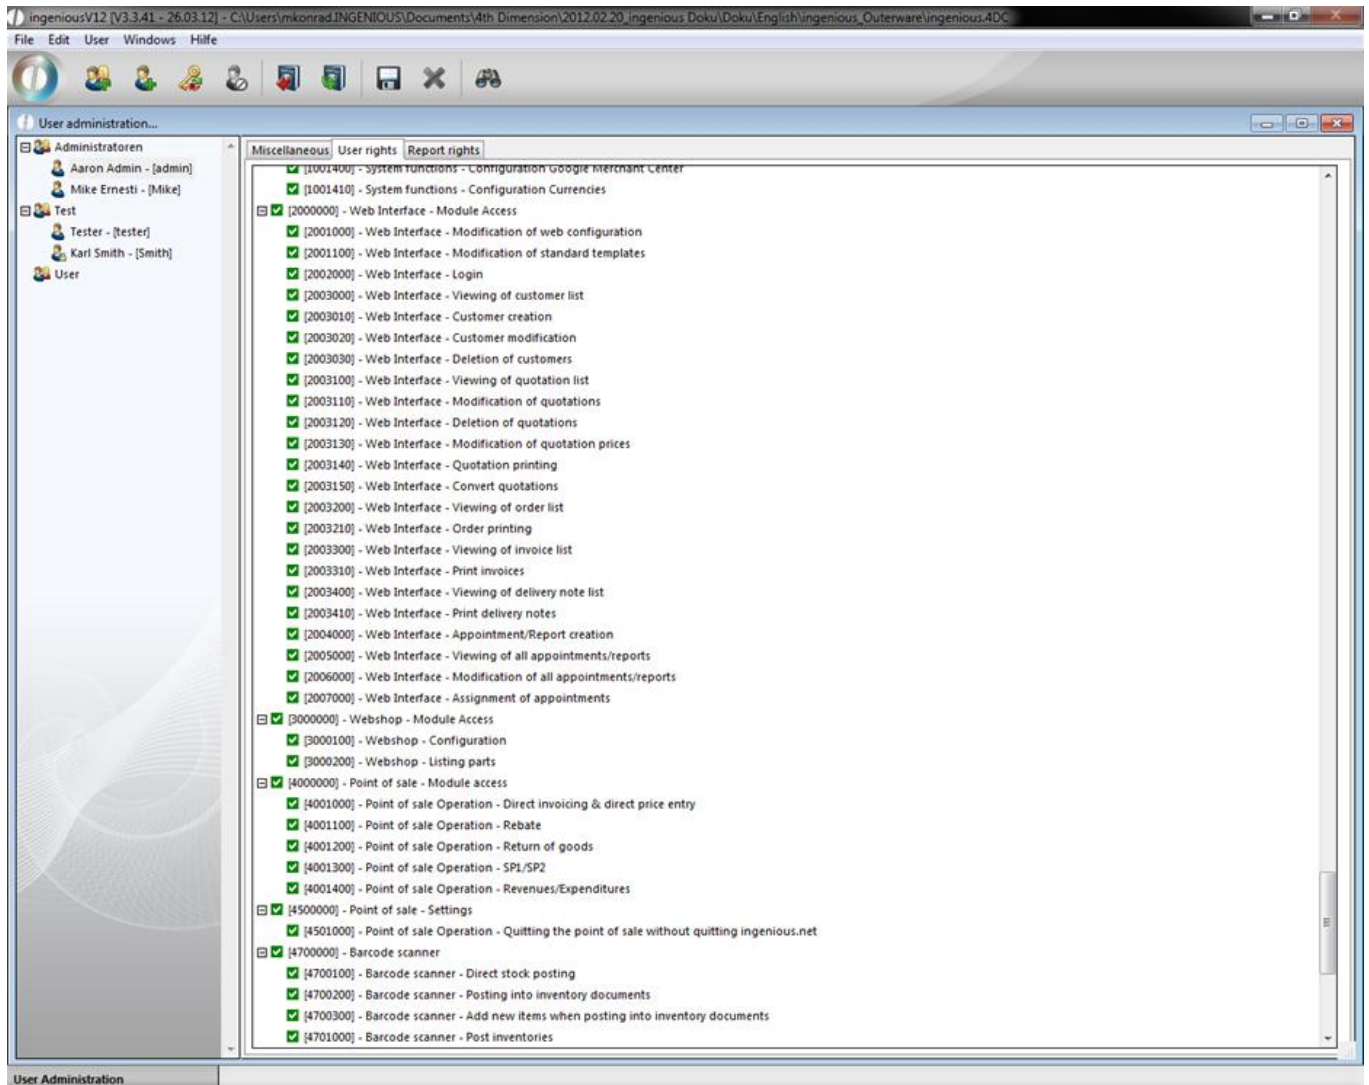 ingeniousV12 [V3.3.41 - 26.03.12] - C:\Users\mkonrad.INGENIOUS\Documents\4th Dimension\2012.02.20_ingenious Doku\Doku\English\ingenious_Outerware\ingenious.4DC
File Edit User Windows Hilfe
User administration...
Administratoren
Aaron Admin - [admin]
Mike Ernesti - [Mike]
Test
Tester - [tester]
Karl Smith - [Smith]
User
Miscellaneous User rights Report rights
[1001400] - System functions - Configuration Google Merchant Center
[1001410] - System functions - Configuration Currencies
[2000000] - Web Interface - Module Access
[2001000] - Web Interface - Modification of web configuration
[2001100] - Web Interface - Modification of standard templates
[2002000] - Web Interface - Login
[2003000] - Web Interface - Viewing of customer list
[2003010] - Web Interface - Customer creation
[2003020] - Web Interface - Customer modification
[2003030] - Web Interface - Deletion of customers
[2003100] - Web Interface - Viewing of quotation list
[2003110] - Web Interface - Modification of quotations
[2003120] - Web Interface - Deletion of quotations
[2003130] - Web Interface - Modification of quotation prices
[2003140] - Web Interface - Quotation printing
[2003150] - Web Interface - Convert quotations
[2003200] - Web Interface - Viewing of order list
[2003210] - Web Interface - Order printing
[2003300] - Web Interface - Viewing of invoice list
[2003310] - Web Interface - Print invoices
[2003400] - Web Interface - Viewing of delivery note list
[2003410] - Web Interface - Print delivery notes
[2004000] - Web Interface - Appointment/Report creation
[2005000] - Web Interface - Viewing of all appointments/reports
[2006000] - Web Interface - Modification of all appointments/reports
[2007000] - Web Interface - Assignment of appointments
[3000000] - Webshop - Module Access
[3000100] - Webshop - Configuration
[3000200] - Webshop - Listing parts
[4000000] - Point of sale - Module access
[4001000] - Point of sale Operation - Direct invoicing & direct price entry
[4001100] - Point of sale Operation - Rebate
[4001200] - Point of sale Operation - Return of goods
[4001300] - Point of sale Operation - SP1/SP2
[4001400] - Point of sale Operation - Revenues/Expenditures
[4500000] - Point of sale - Settings
[4501000] - Point of sale Operation - Quitting the point of sale without quitting ingenious.net
[4700000] - Barcode scanner
[4700100] - Barcode scanner - Direct stock posting
[4700200] - Barcode scanner - Posting into inventory documents
[4700300] - Barcode scanner - Add new items when posting into inventory documents
[4701000] - Barcode scanner - Post inventories
User Administration